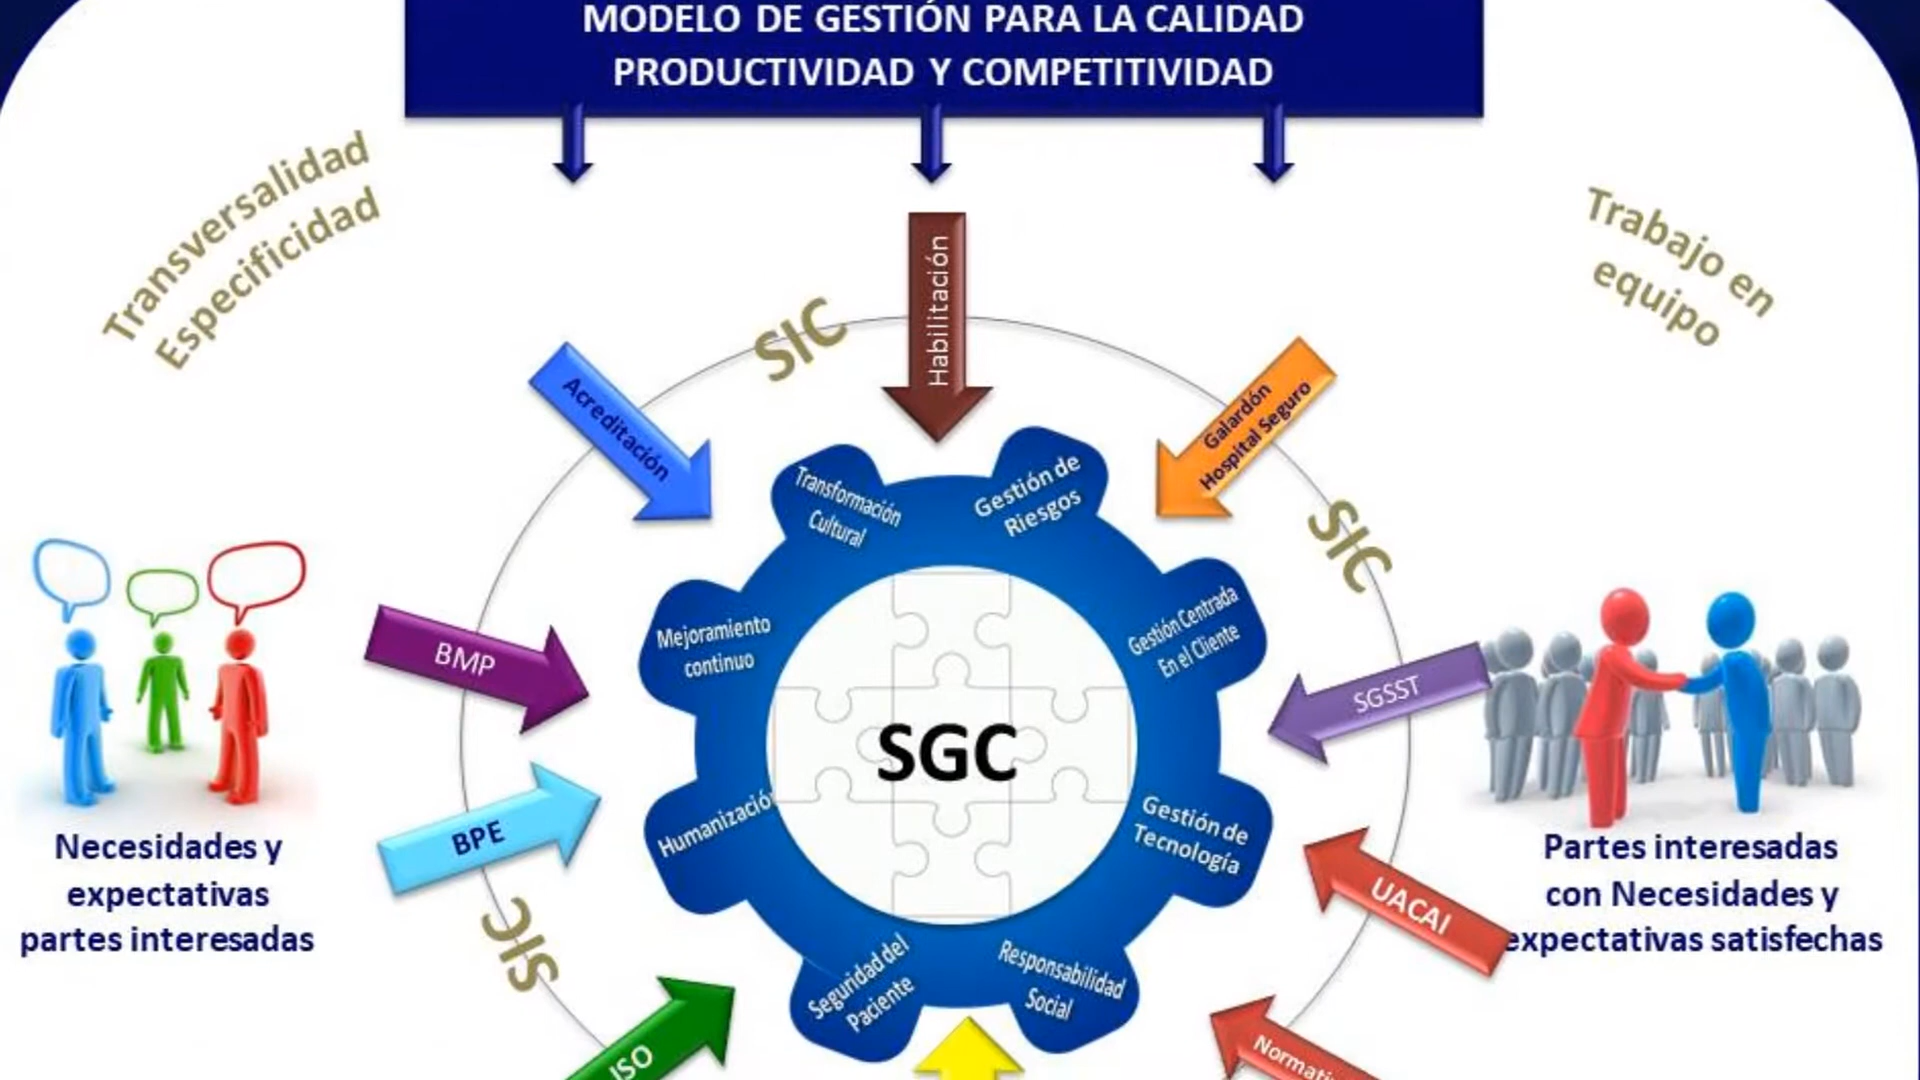 MODELO DE GESTIÓN PARA LA CALIDAD
PRODUCTIVIDAD Y COMPETITIVIDAD
Transversalidad
Especificidad
Trabajo en
equipo
SIC
Habilitación
Acreditación
Galardón
Hospital Seguro
SIC
Transformación
Cultural
Gestión de
Riesgos
Mejoramiento
continuo
Gestión Centrada
En el Cliente
BMP
SGSST
SGC
BPE
Humanizació
Gestión de
Tecnología
UACAI
Necesidades y
expectativas
partes interesadas
Partes interesadas
con Necesidades y
expectativas satisfechas
SIC
Seguridad del
Paciente
Responsabilidad
Social
ISO